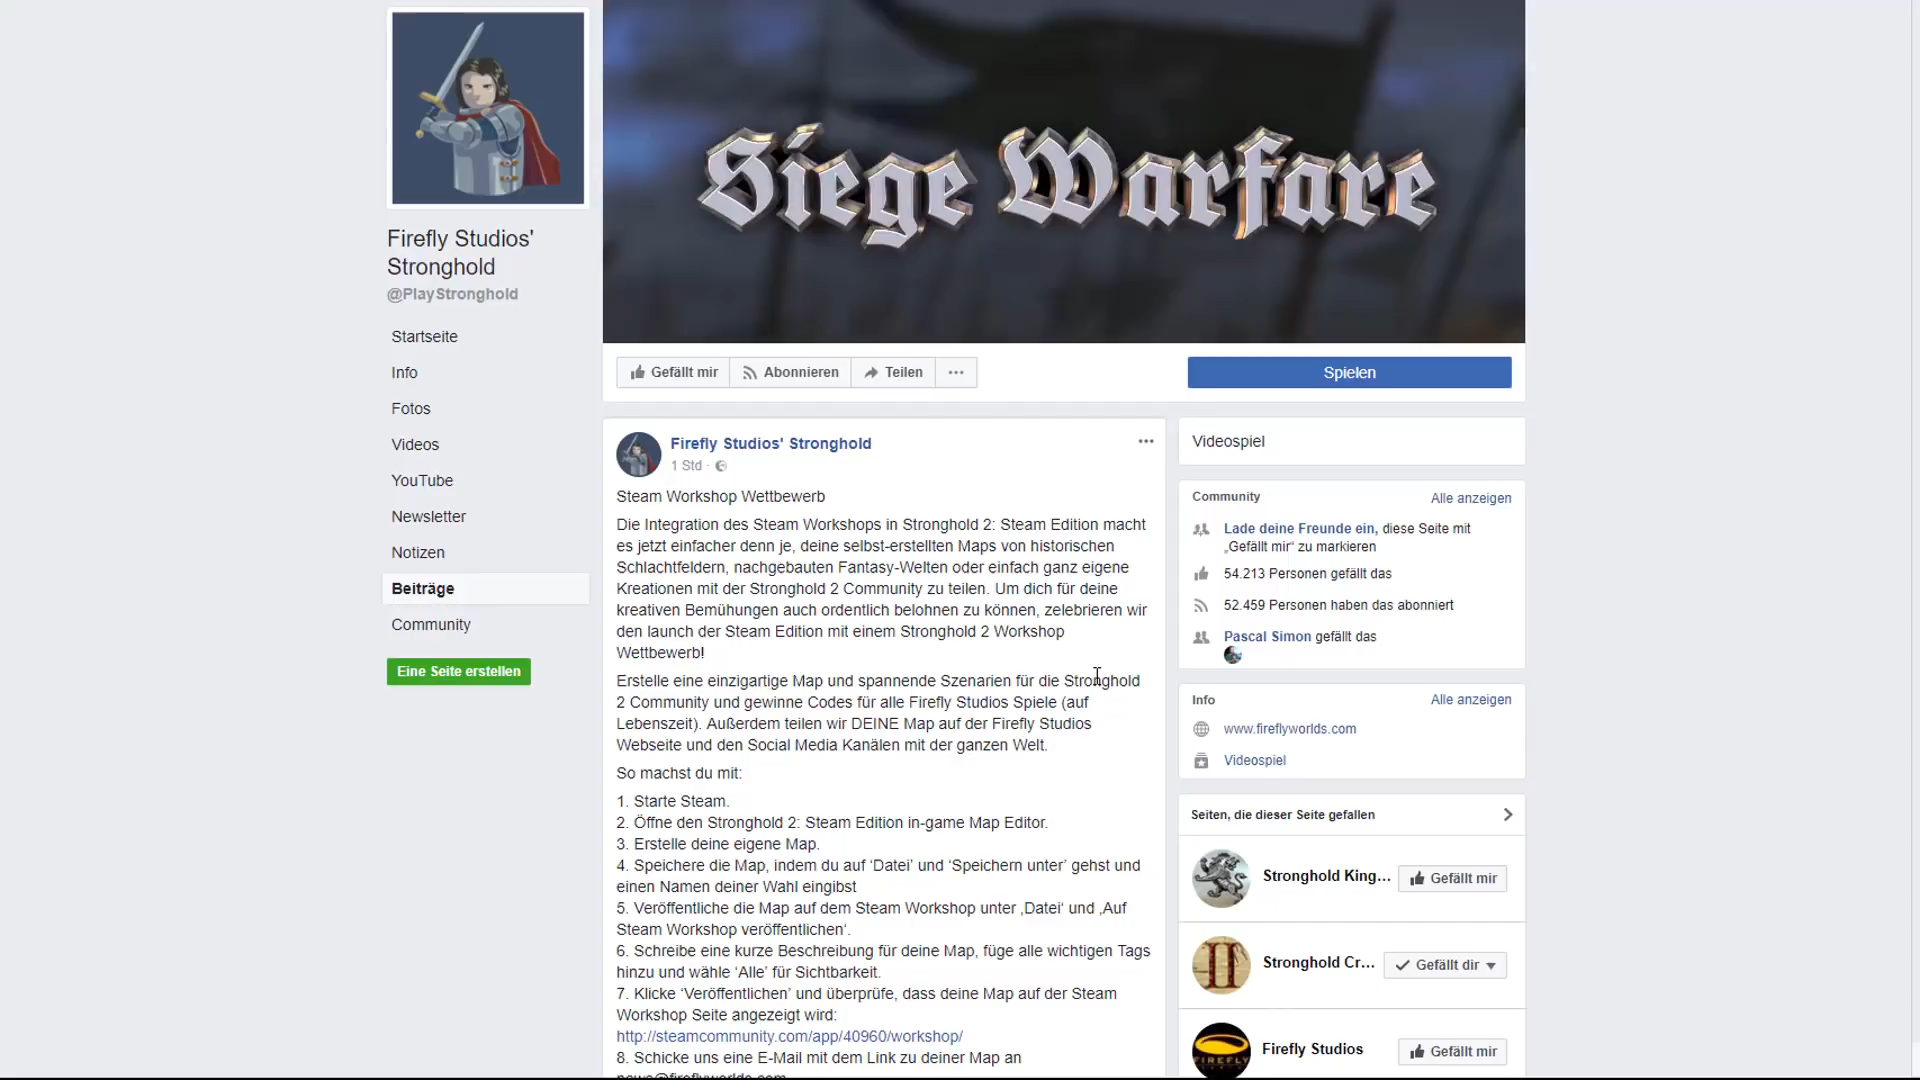 Siege Warfare
Firefly Studios'
Stronghold
@PlayStronghold
Startseite
Info
Fotos
Videos
YouTube
Newsletter
Notizen
Beiträge
Community
Eine Seite erstellen
Gefällt mir
Abonnieren
Teilen
Spielen
Firefly Studios' Stronghold
1 Std ·
Steam Workshop Wettbewerb
Die Integration des Steam Workshops in Stronghold 2: Steam Edition macht
es jetzt einfacher denn je, deine selbst-erstellten Maps von historischen
Schlachtfeldern, nachgebauten Fantasy-Welten oder einfach ganz eigene
Kreationen mit der Stronghold 2 Community zu teilen. Um dich für deine
kreativen Bemühungen auch ordentlich belohnen zu können, zelebrieren wir
den launch der Steam Edition mit einem Stronghold 2 Workshop
Wettbewerb!
Erstelle eine einzigartige Map und spannende Szenarien für die Stronghold
2 Community und gewinne Codes für alle Firefly Studios Spiele (auf
Lebenszeit). Außerdem teilen wir DEINE Map auf der Firefly Studios
Webseite und den Social Media Kanälen mit der ganzen Welt.
So machst du mit:
1. Starte Steam.
2. Öffne den Stronghold 2: Steam Edition in-game Map Editor.
3. Erstelle deine eigene Map.
4. Speichere die Map, indem du auf ‘Datei’ und ‘Speichern unter’ gehst und
einen Namen deiner Wahl eingibst
5. Veröffentliche die Map auf dem Steam Workshop unter ‚Datei‘ und ‚Auf
Steam Workshop veröffentlichen‘.
6. Schreibe eine kurze Beschreibung für deine Map, füge alle wichtigen Tags
hinzu und wähle ‘Alle’ für Sichtbarkeit.
7. Klicke ‘Veröffentlichen’ und überprüfe, dass deine Map auf der Steam
Workshop Seite angezeigt wird:
http://steamcommunity.com/app/40960/workshop/
8. Schicke uns eine E-Mail mit dem Link zu deiner Map an
news@fireflyworlds.com
Videospiel
Community
Alle anzeigen
Lade deine Freunde ein, diese Seite mit
„Gefällt mir“ zu markieren
54.213 Personen gefällt das
52.459 Personen haben das abonniert
Pascal Simon gefällt das
Info
Alle anzeigen
www.fireflyworlds.com
Videospiel
Seiten, die dieser Seite gefallen
Stronghold King...
Gefällt mir
Stronghold Cr...
Gefällt dir
Firefly Studios
Gefällt mir
FIREFLY